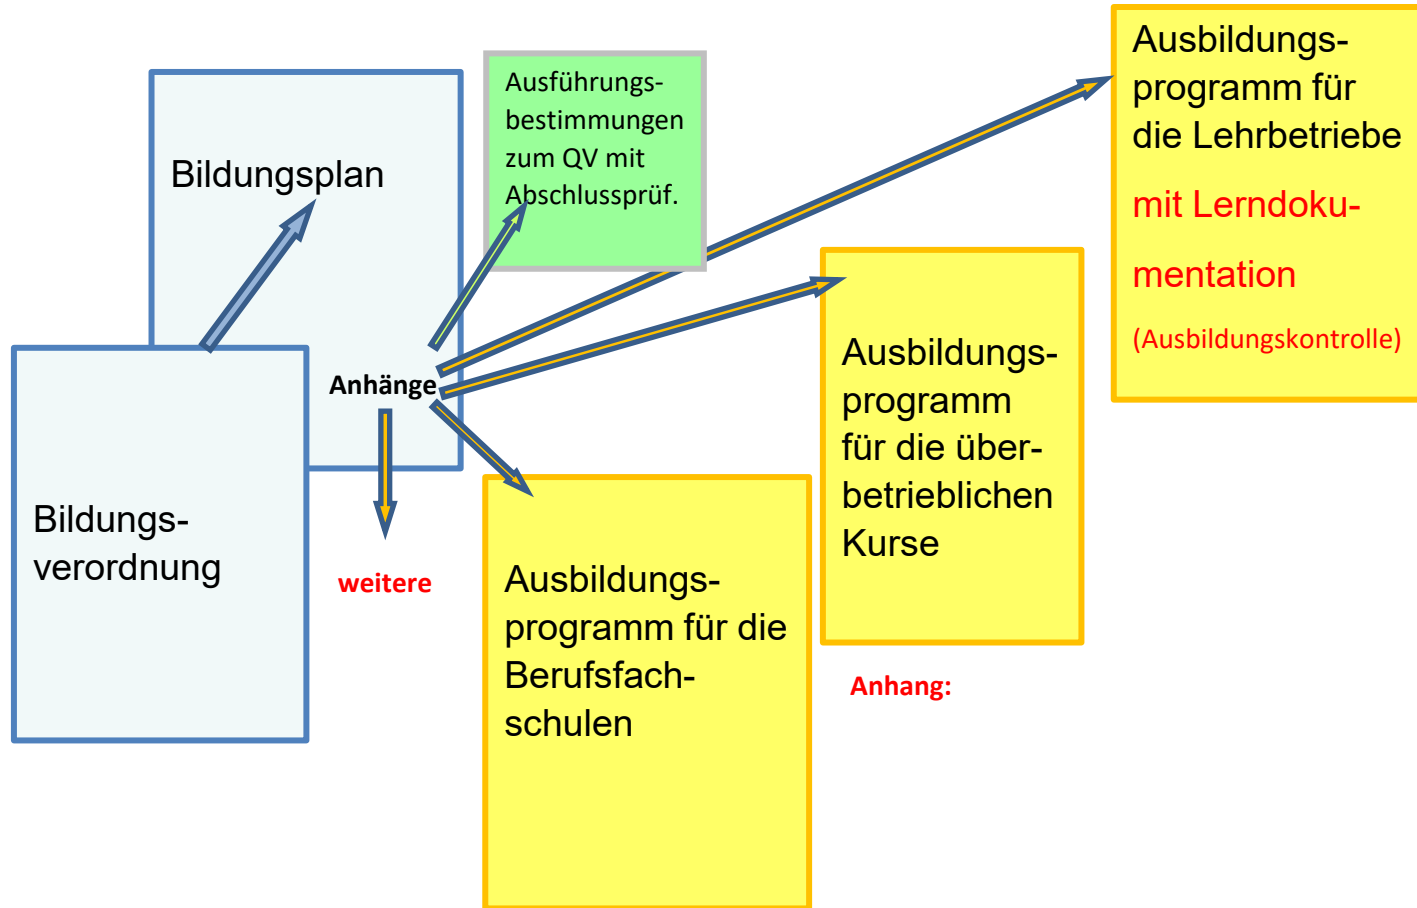 Bildungsplan
Anhänge
Bildungs-
verordnung
weitere
Ausführungs-
bestimmungen
zum QV mit
Abschlussprüf.
Ausbildungs-
programm für die
Berufsfach-
schulen
Ausbildungs-
programm
für die über-
betrieblichen
Kurse
Anhang:
Ausbildungs-
programm für
die Lehrbetriebe
mit Lerndoku-
mentation
(Ausbildungskontrolle)